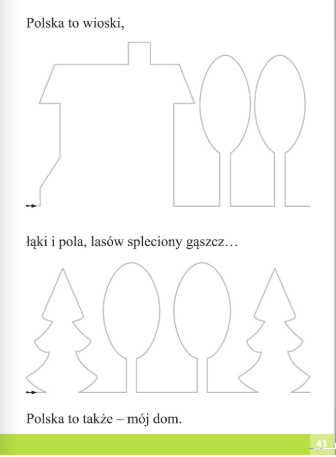 Polska to wioski,
łąki i pola, lasów spleciony gąszcz…
Polska to także – mój dom.
41